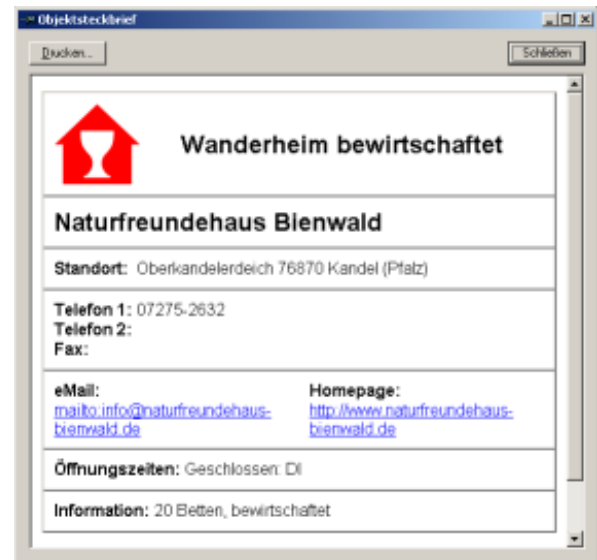 Objektsteckbrief
Drucken...
Schließen
Wanderheim bewirtschaftet
Naturfreundehaus Bienwald
Standort: Oberkandelerdeich 76870 Kandel (Pfalz)
Telefon 1: 07275-2632
Telefon 2:
Fax:
eMail:
mailto:info@naturfreundehaus-
bienwald.de
Homepage:
http://www.naturfreundehaus-
bienwald.de
Öffnungszeiten: Geschlossen: DI
Information: 20 Betten, bewirtschaftet